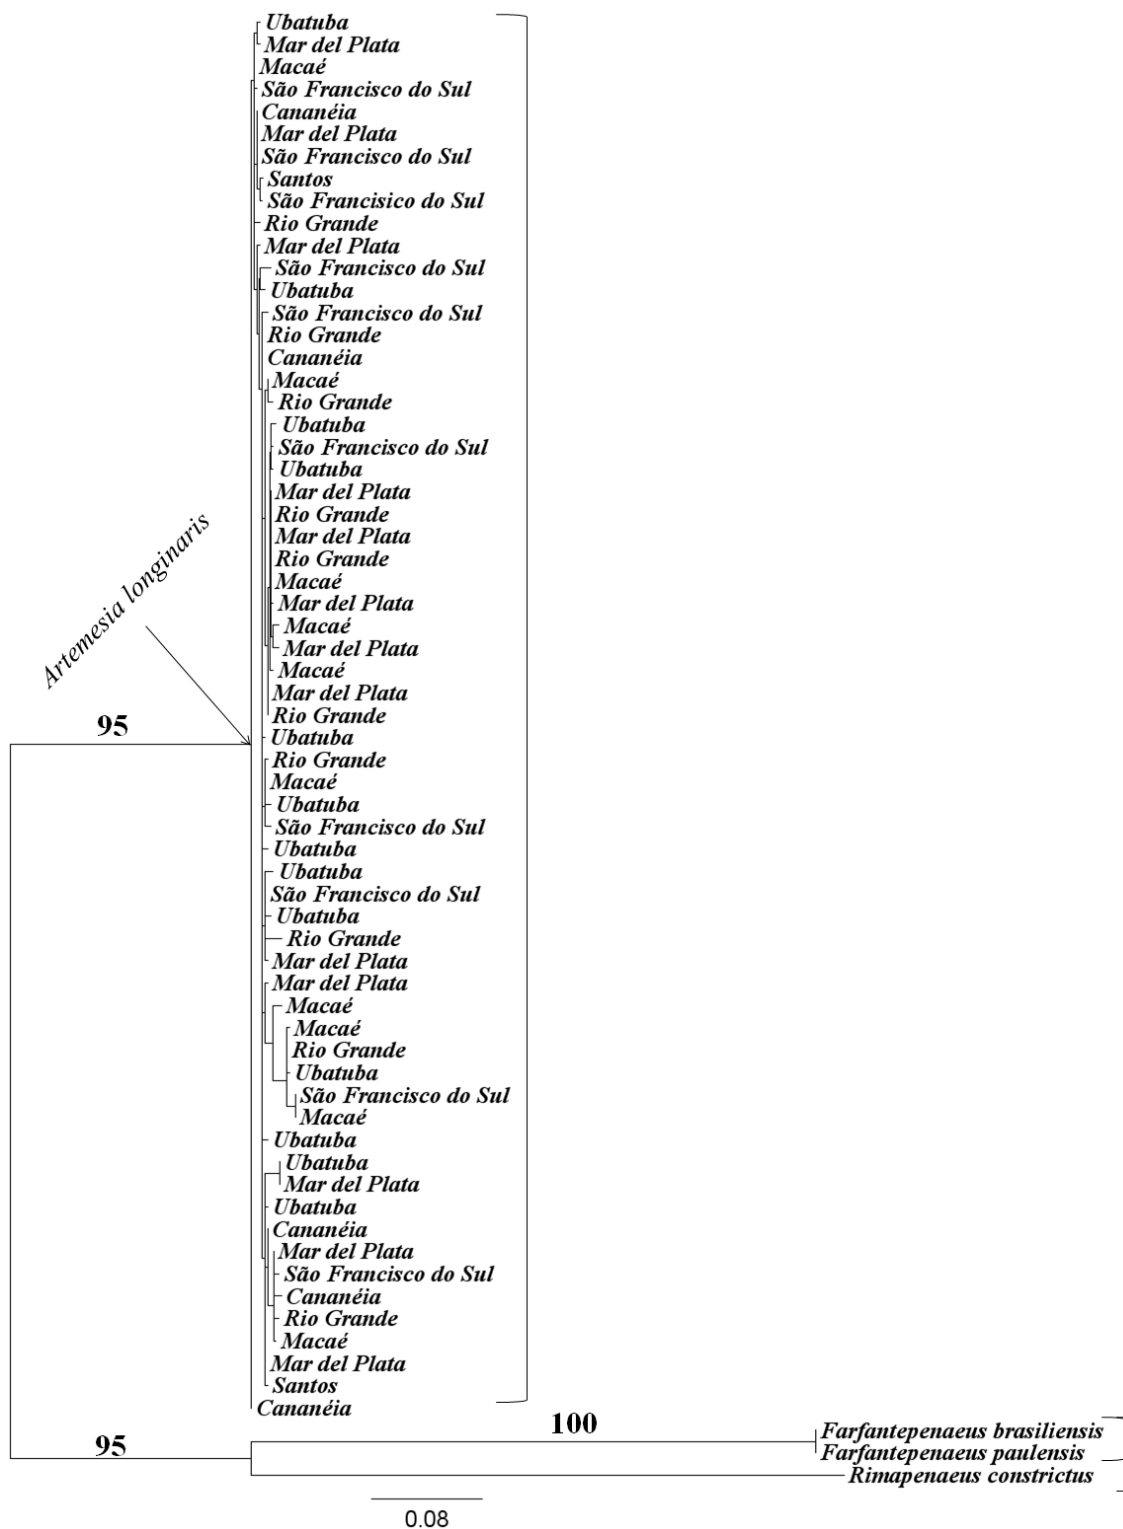 Ubatuba
Mar del Plata
Macaé
São Francisco do Sul
Cananéia
Mar del Plata
São Francisco do Sul
Santos
São Francisico do Sul
Rio Grande
Mar del Plata
São Francisco do Sul
Ubatuba
São Francisco do Sul
Rio Grande
Cananéia
Macaé
Rio Grande
Ubatuba
São Francisco do Sul
Ubatuba
Mar del Plata
Rio Grande
Mar del Plata
Rio Grande
Macaé
Mar del Plata
Macaé
Mar del Plata
Macaé
Mar del Plata
Rio Grande
Ubatuba
Rio Grande
Macaé
Ubatuba
São Francisco do Sul
Ubatuba
Ubatuba
São Francisco do Sul
Ubatuba
Rio Grande
Mar del Plata
Mar del Plata
Macaé
Macaé
Rio Grande
Ubatuba
São Francisco do Sul
Macaé
Ubatuba
Ubatuba
Mar del Plata
Ubatuba
Cananéia
Mar del Plata
São Francisco do Sul
Cananéia
Rio Grande
Macaé
Mar del Plata
Santos
Cananéia
Artemesia longinaris
95
100
95
Farfantepenaeus brasiliensis
Farfantepenaeus paulensis
Rimapenaeus constrictus
0.08